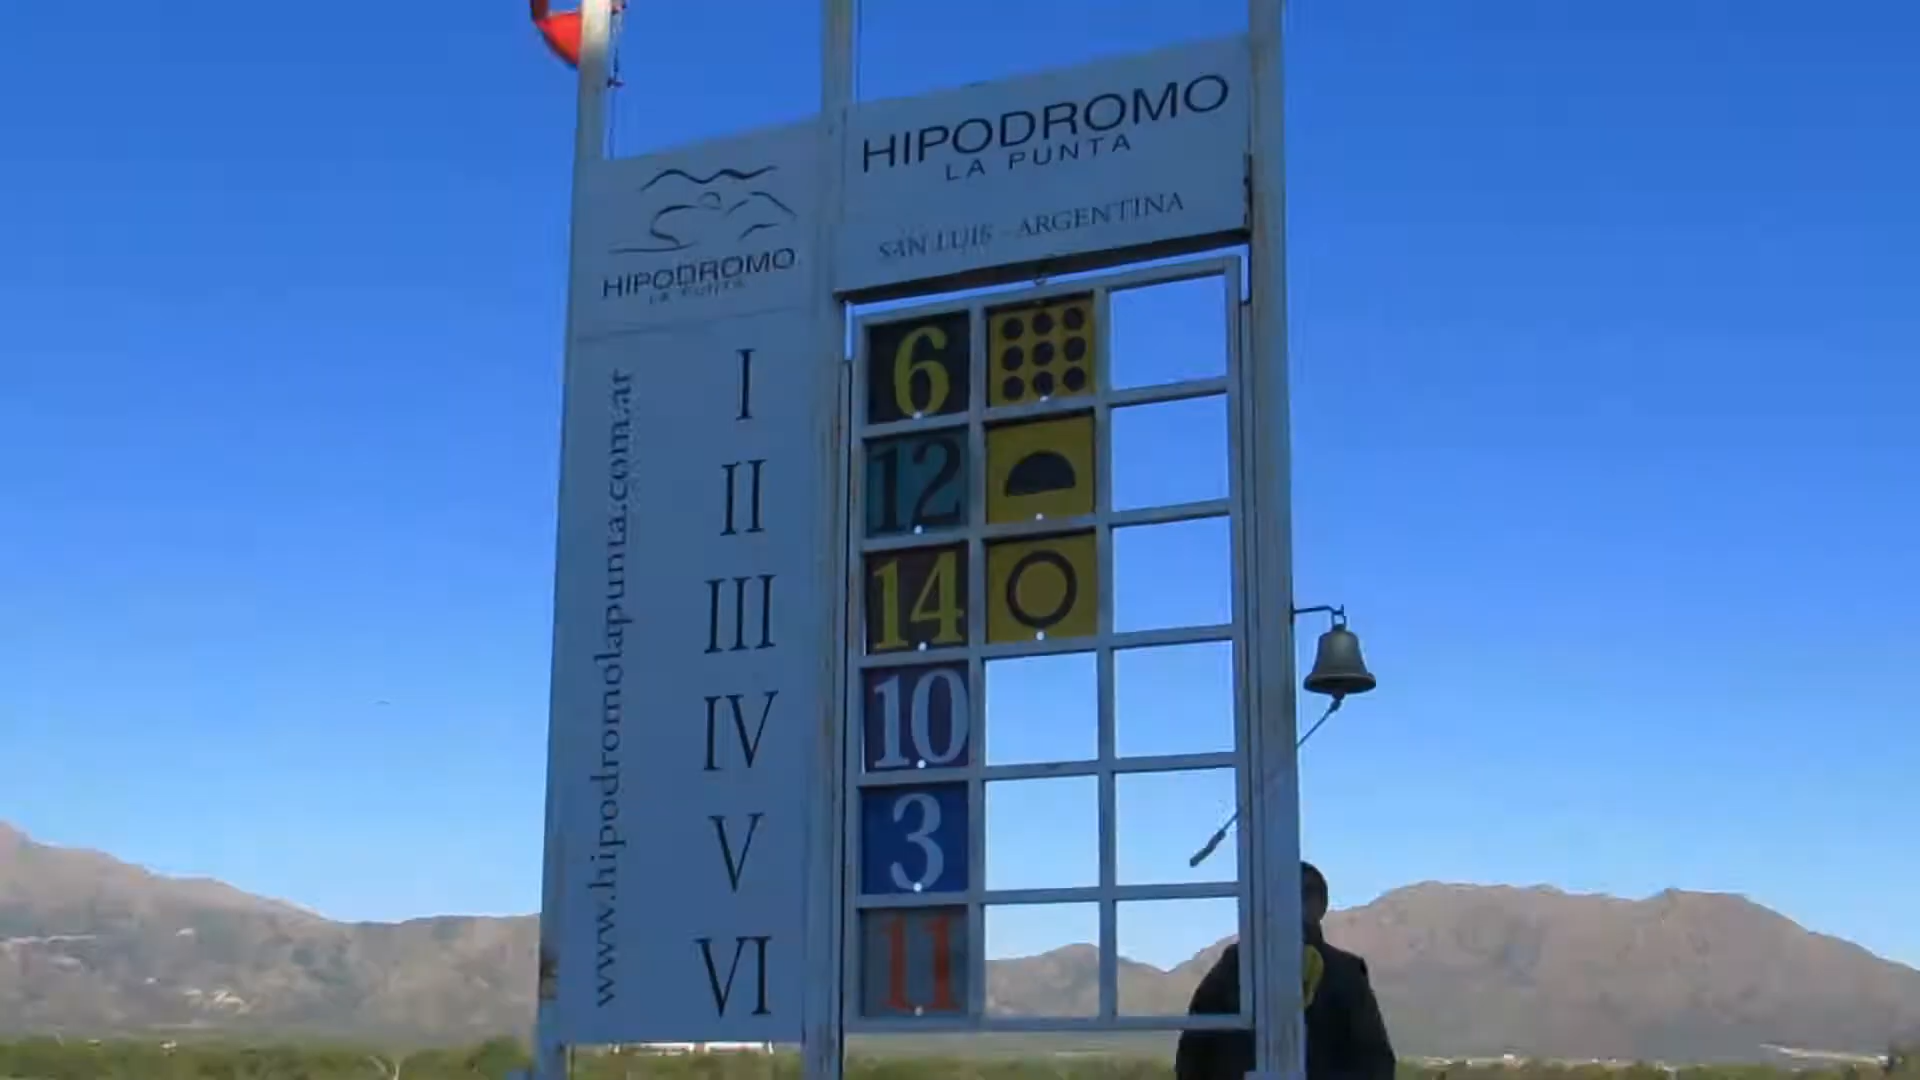 HIPODROMO
LA PUNTA
SAN LUIS - ARGENTINA
HIPODROMO
LA PUNTA
www.hipodromolapunta.com.ar
I 6
II 12
III 14
IV 10
V 3
VI 11